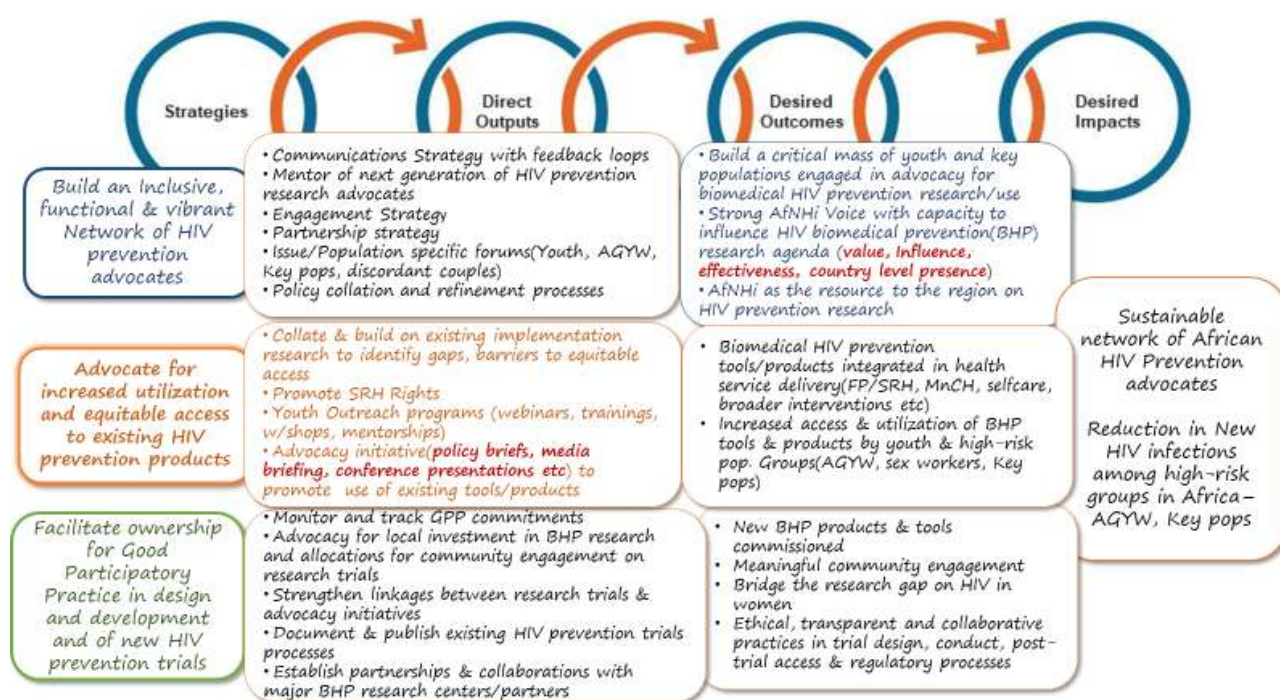 Strategies
Direct
Outputs
Desired
Outcomes
Desired
Impacts
Build an Inclusive,
functional & vibrant
Network of HIV
prevention
advocates
• Communications Strategy with feedback loops
• Mentor of next generation of HIV prevention
research advocates
• Engagement Strategy
• Partnership strategy
• Issue/Population specific forums(Youth, AGYW,
Key pops, discordant couples)
• Policy collation and refinement processes
• Build a critical mass of youth and key
populations engaged in advocacy for
biomedical HIV prevention research/use
• Strong AfNHi Voice with capacity to
influence HIV biomedical prevention(BHP)
research agenda (value, Influence,
effectiveness, country level presence)
• AfNHi as the resource to the region on
HIV prevention research
Advocate for
increased utilization
and equitable access
to existing HIV
prevention products
• Collate & build on existing implementation
research to identify gaps, barriers to equitable
access
• Promote SRH Rights
• Youth Outreach programs (webinars, trainings,
w/shops, mentorships)
• Advocacy initiative(policy briefs, media
briefing, conference presentations etc) to
promote use of existing tools/products
• Biomedical HIV prevention
tools/products integrated in health
service delivery(FP/SRH, MnCH, selfcare,
broader interventions etc)
• Increased access & utilization of BHP
tools & products by youth & high-risk
pop. Groups(AGYW, sex workers, Key
pops)
Facilitate ownership
for Good
Participatory
Practice in design
and development
and of new HIV
prevention trials
• Monitor and track GPP commitments
• Advocacy for local investment in BHP research
and allocations for community engagement on
research trials
• Strengthen linkages between research trials &
advocacy initiatives
• Document & publish existing HIV prevention trials
processes
• Establish partnerships & collaborations with
major BHP research centers/partners
• New BHP products & tools
commissioned
• Meaningful community engagement
• Bridge the research gap on HIV in
women
• Ethical, transparent and collaborative
practices in trial design, conduct, post-
trial access & regulatory processes
Sustainable
network of African
HIV Prevention
advocates
Reduction in New
HIV infections
among high-risk
groups in Africa–
AGYW, Key pops